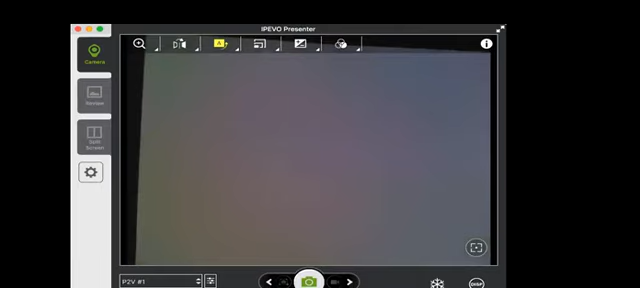 IPEVO Presenter
Camera
Review
Split
Screen
P2V #1
DISP